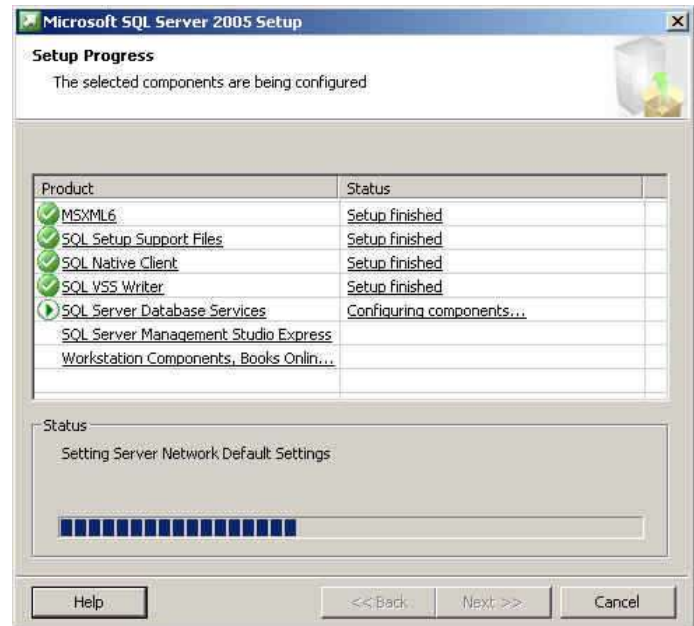 Microsoft SQL Server 2005 Setup
Setup Progress
The selected components are being configured
Product Status
MSXML6 Setup finished
SQL Setup Support Files Setup finished
SQL Native Client Setup finished
SQL VSS Writer Setup finished
SQL Server Database Services Configuring components...
SQL Server Management Studio Express
Workstation Components, Books Onlin...
Status
Setting Server Network Default Settings
Help << Back Next >> Cancel